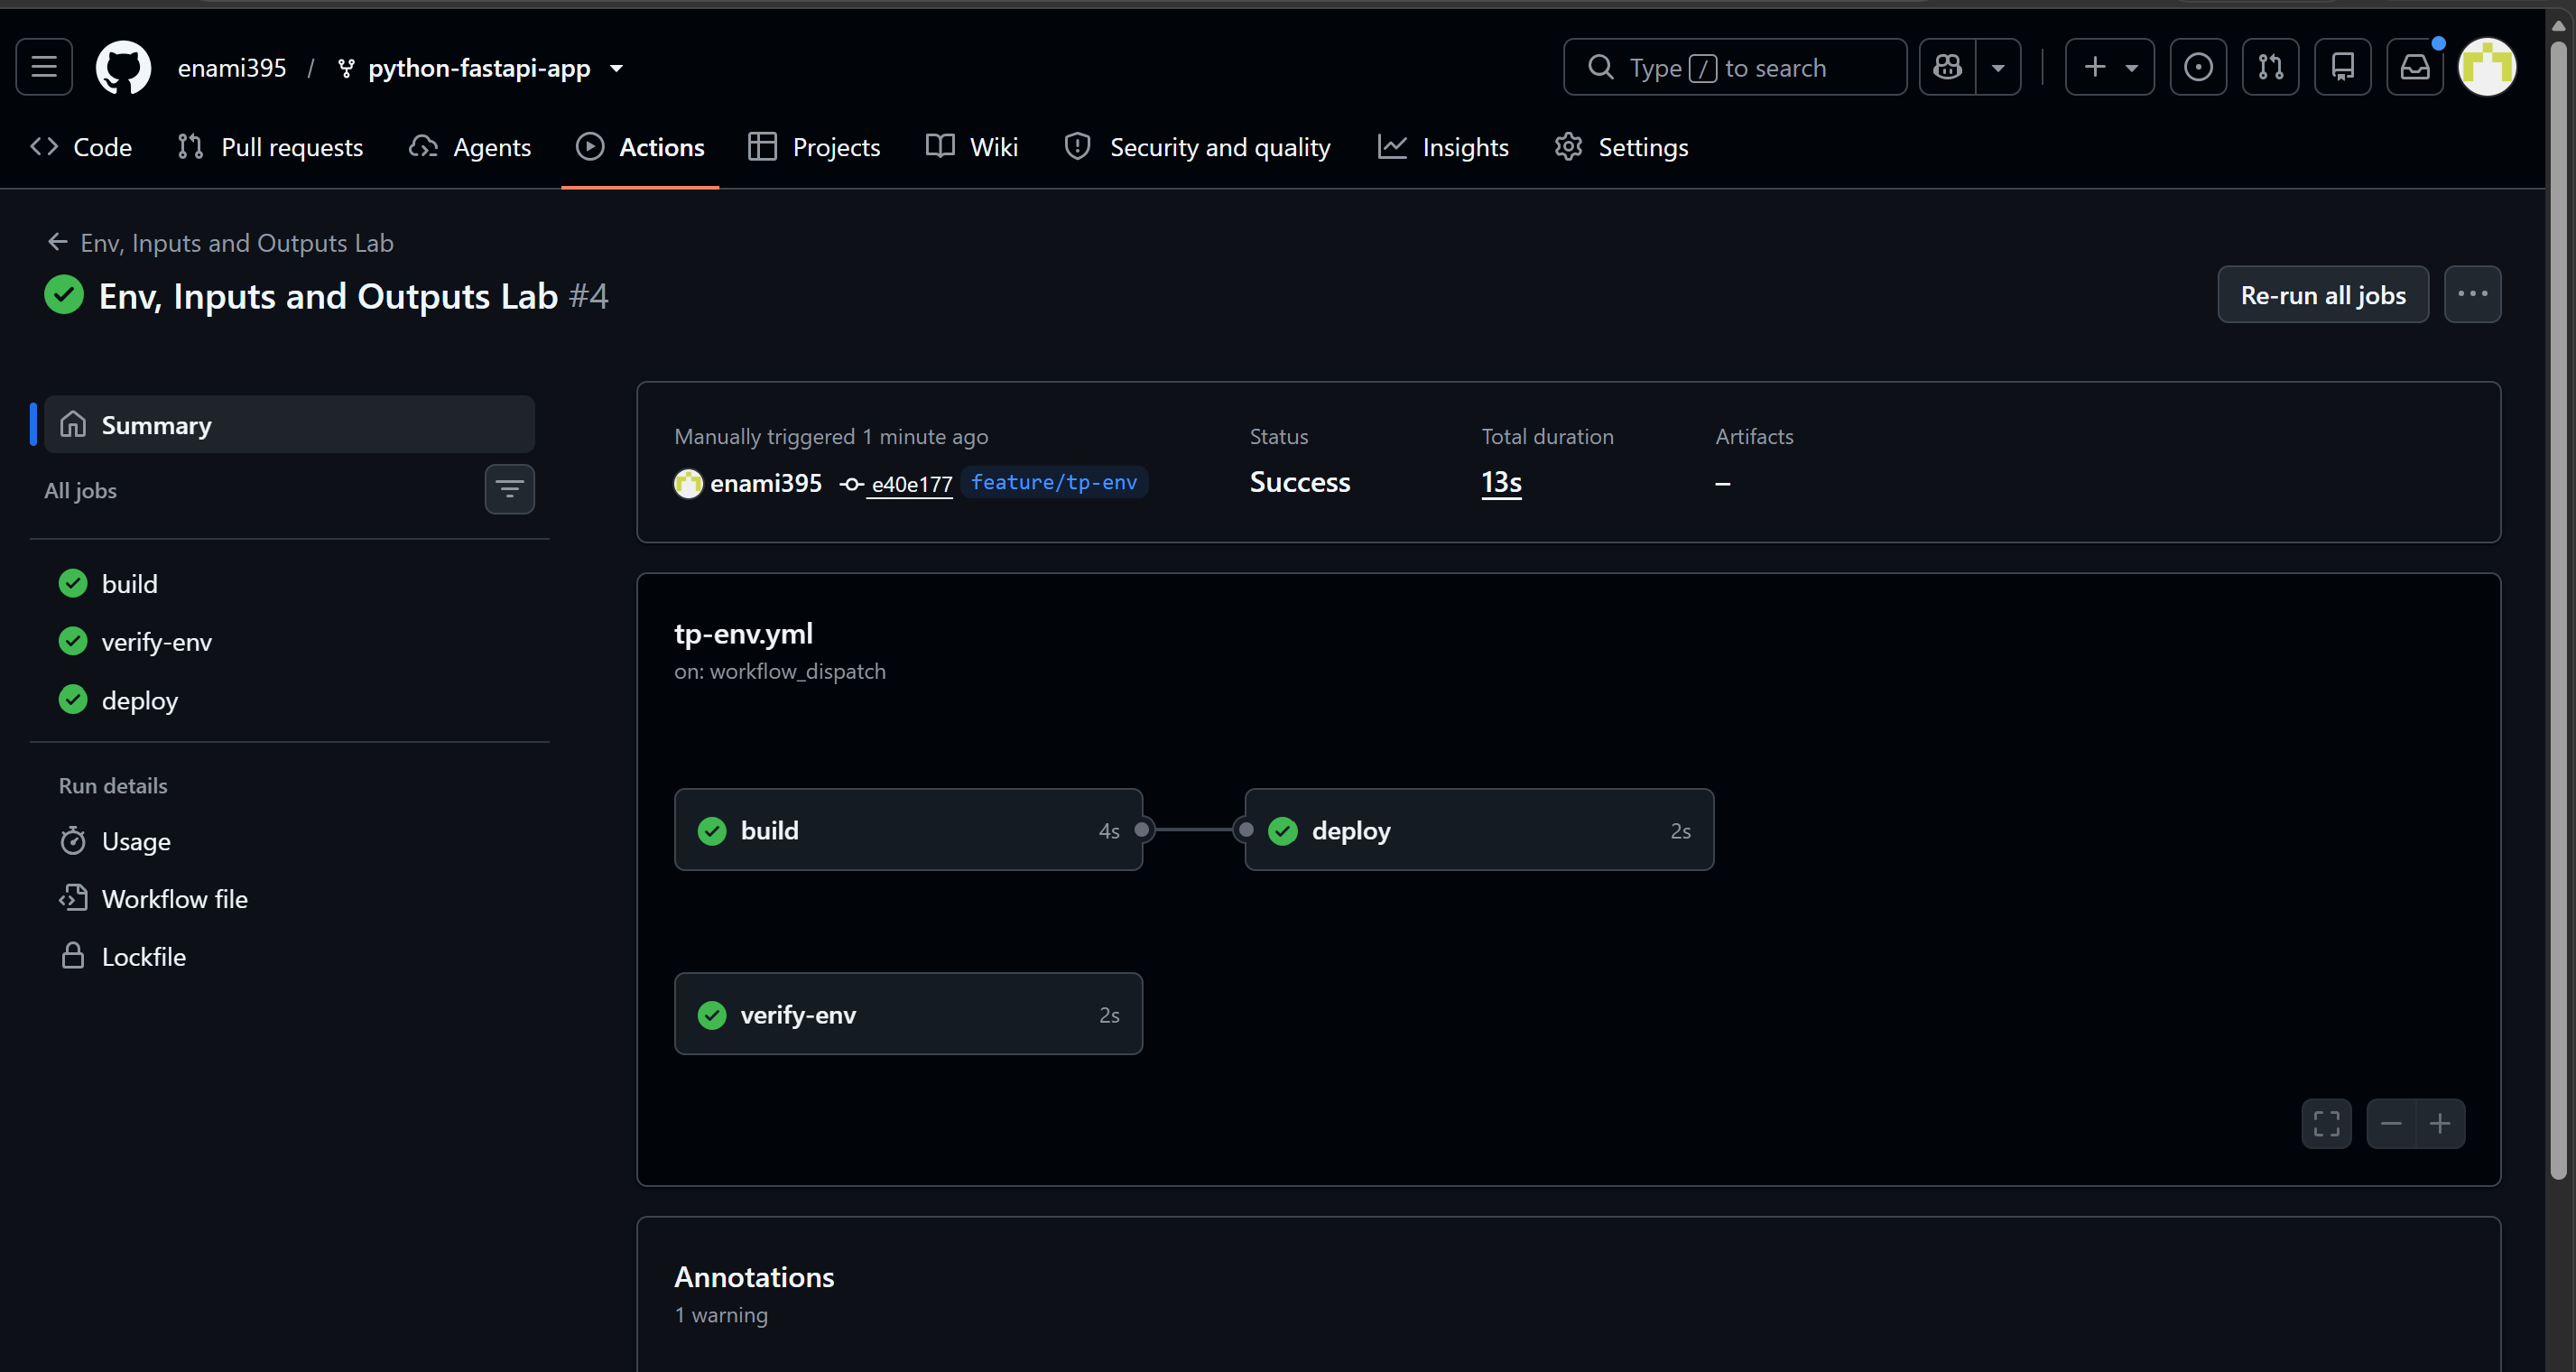 enami395 / python-fastapi-app
Type / to search
Code Pull requests Agents Actions Projects Wiki Security and quality Insights Settings
Env, Inputs and Outputs Lab
Env, Inputs and Outputs Lab #4
Re-run all jobs
Summary
All jobs
build
verify-env
deploy
Run details
Usage
Workflow file
Lockfile
Manually triggered 1 minute ago
enami395 e40e177 feature/tp-env
Status
Success
Total duration
13s
Artifacts
–
tp-env.yml
on: workflow_dispatch
build 4s
deploy 2s
verify-env 2s
Annotations
1 warning